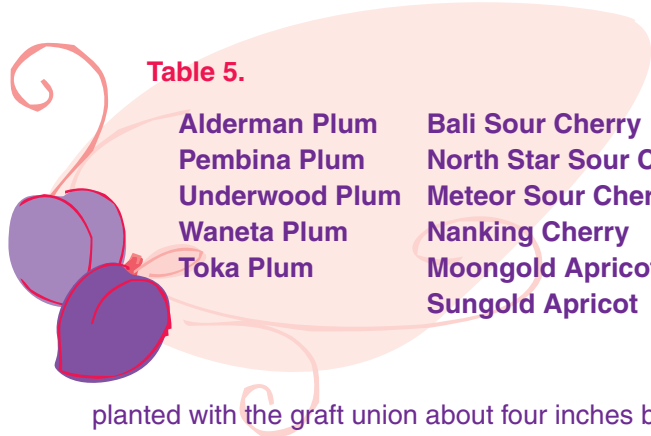 Table 5.
Alderman Plum
Pembina Plum
Underwood Plum
Waneta Plum
Toka Plum
Bali Sour Cherry
North Star Sour
Meteor Sour
Nanking Cherry
Moongold
Sungold Apricot
planted with the graft union about four inches